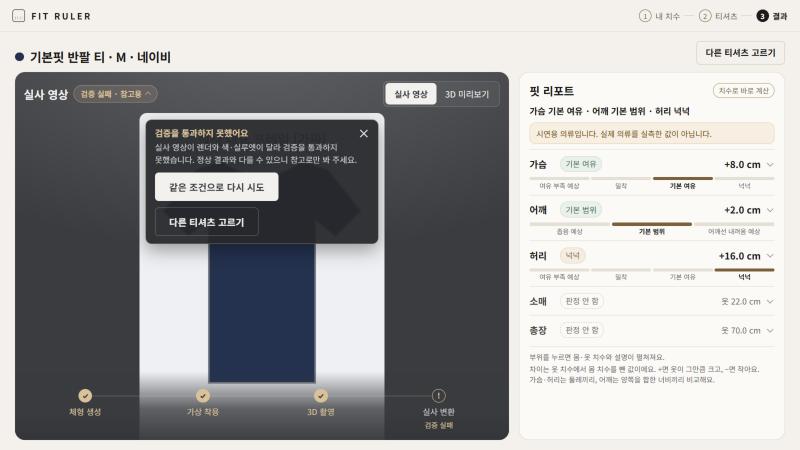 FIT RULER
1 내 치수
2 티셔츠
3 결과
기본핏 반팔 티 · M · 네이비
다른 티셔츠 고르기
실사 영상
검증 실패 · 참고용
실사 영상
3D 미리보기
검증을 통과하지 못했어요
실사 영상이 렌더와 색·실루엣이 달라 검증을 통과하지
못했습니다. 정상 결과와 다를 수 있으니 참고로만 봐 주세요.
같은 조건으로 다시 시도
다른 티셔츠 고르기
체형 생성
가상 착용
3D 촬영
실사 변환
검증 실패
핏 리포트
치수로 바로 계산
가슴 기본 여유 · 어깨 기본 범위 · 허리 넉넉
시연용 의류입니다. 실제 의류를 실측한 값이 아닙니다.
가슴 기본 여유 +8.0 cm
여유 부족 예상 밀착 기본 여유 넉넉
어깨 기본 범위 +2.0 cm
좁음 예상 기본 범위 어깨선 내려옴 예상
허리 넉넉 +16.0 cm
여유 부족 예상 밀착 기본 여유 넉넉
소매 판정 안 함 옷 22.0 cm
총장 판정 안 함 옷 70.0 cm
부위를 누르면 몸·옷 치수와 설명이 펼쳐져요.
차이는 옷 치수에서 몸 치수를 뺀 값이에요. +면 옷이 그만큼 크고, −면 작아요.
가슴·허리는 둘레끼리, 어깨는 양쪽을 합한 너비끼리 비교해요.